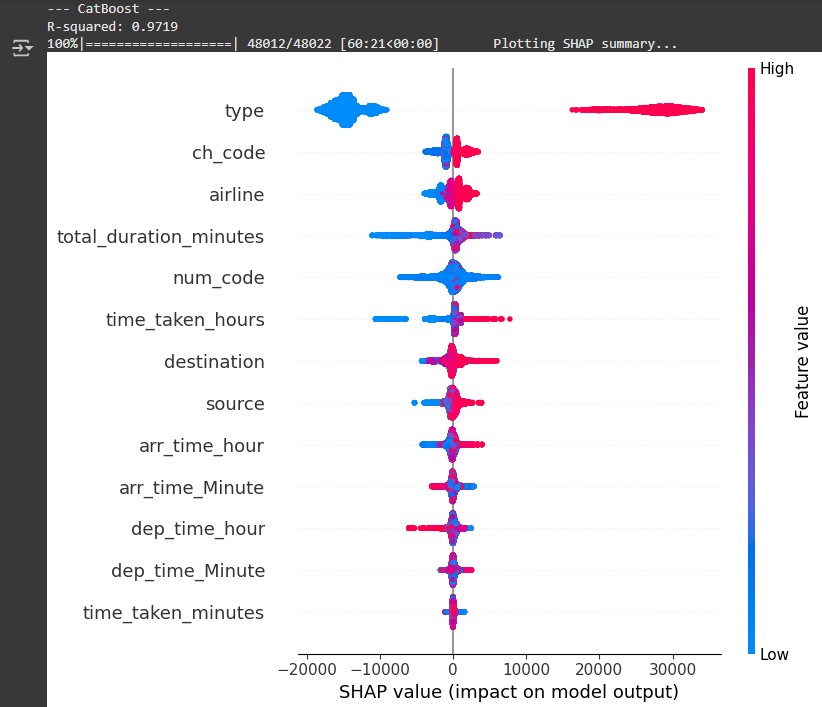 --- CatBoost ---
R-squared: 0.9719
100%|===================| 48012/48022 [60:21<00:00] Plotting SHAP summary...
High
type
ch_code
airline
total_duration_minutes
num_code
time_taken_hours
destination
source
arr_time_hour
arr_time_Minute
dep_time_hour
dep_time_Minute
time_taken_minutes
Feature value
Low
−20000 −10000 0 10000 20000 30000
SHAP value (impact on model output)